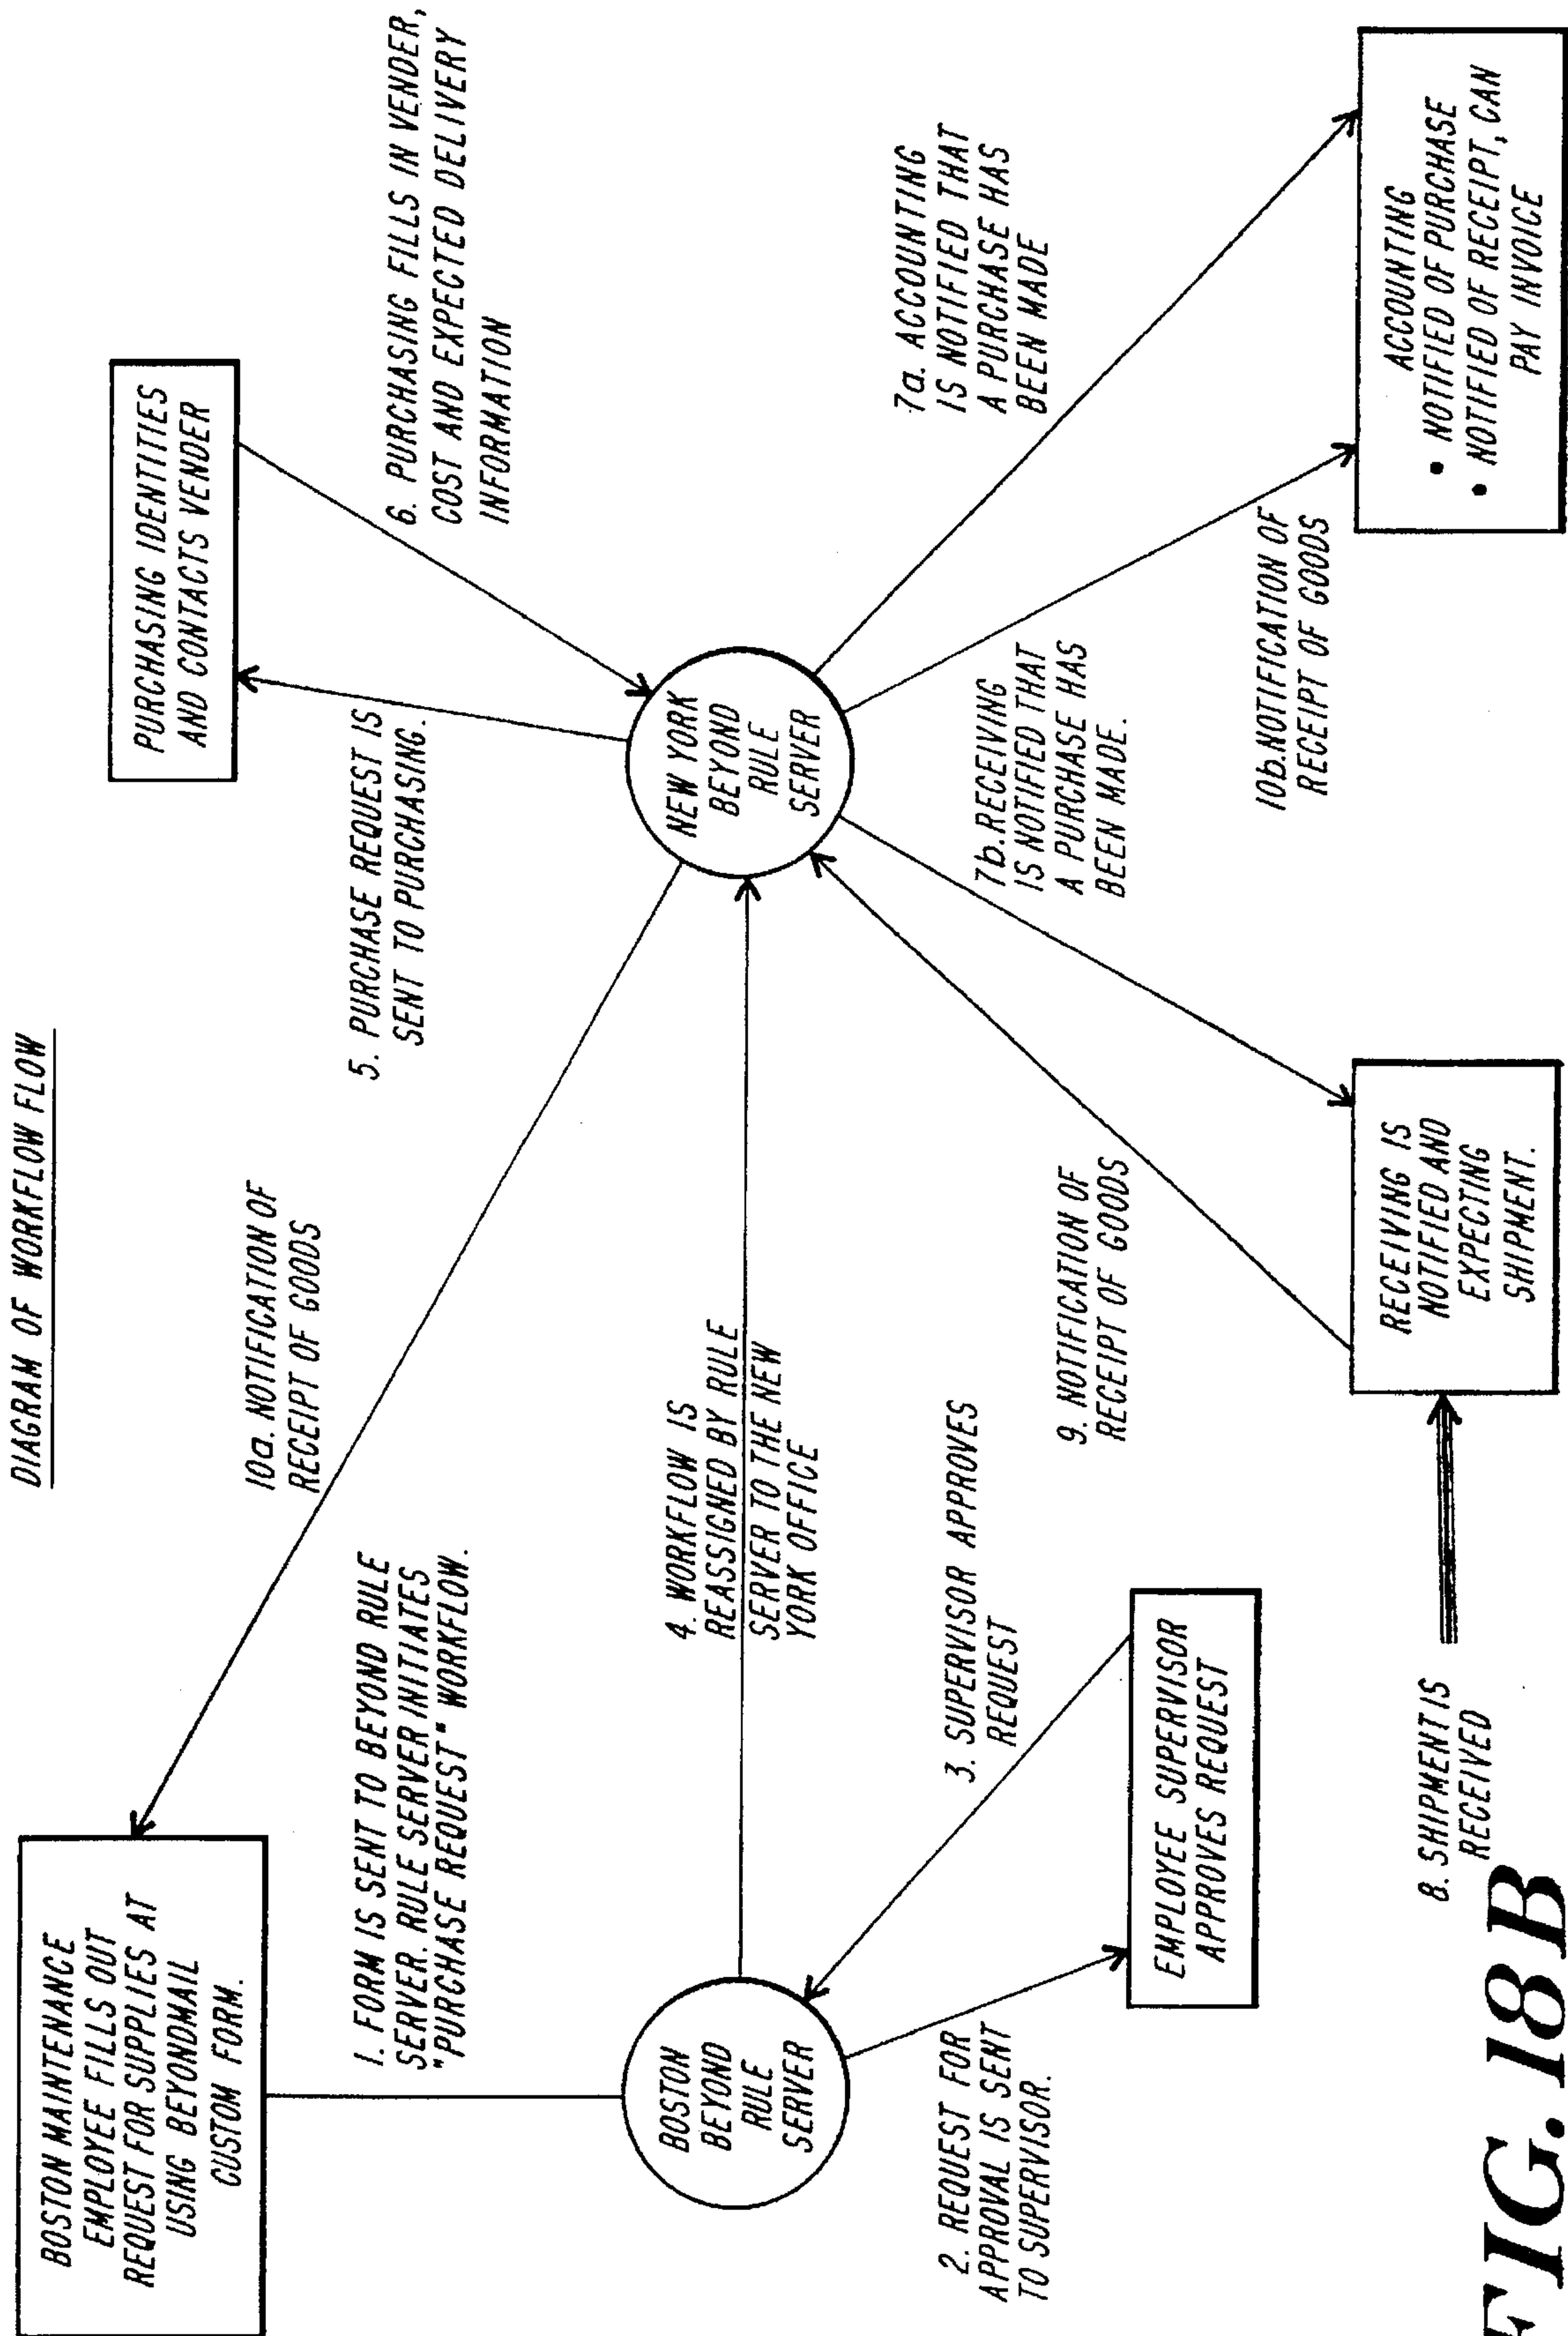 DIAGRAM OF WORKFLOW FLOW
BOSTON MAINTENANCE
EMPLOYEE FILLS OUT
REQUEST FOR SUPPLIES AT
USING BEYONDMAIL
CUSTOM FORM.
1. FORM IS SENT TO BEYOND RULE
SERVER. RULE SERVER INITIATES
"PURCHASE REQUEST" WORKFLOW.
BOSTON
BEYOND
RULE
SERVER
2. REQUEST FOR
APPROVAL IS SENT
TO SUPERVISOR.
EMPLOYEE SUPERVISOR
APPROVES REQUEST
3. SUPERVISOR APPROVES
REQUEST
4. WORKFLOW IS
REASSIGNED BY RULE
SERVER TO THE NEW
YORK OFFICE
NEW YORK
BEYOND
RULE
SERVER
5. PURCHASE REQUEST IS
SENT TO PURCHASING.
PURCHASING IDENTITIES
AND CONTACTS VENDER
6. PURCHASING FILLS IN VENDER,
COST AND EXPECTED DELIVERY
INFORMATION
7a. ACCOUNTING
IS NOTIFIED THAT
A PURCHASE HAS
BEEN MADE
7b. RECEIVING
IS NOTIFIED THAT
A PURCHASE HAS
BEEN MADE.
8. SHIPMENT IS
RECEIVED
RECEIVING IS
NOTIFIED AND
EXPECTING
SHIPMENT.
9. NOTIFICATION OF
RECEIPT OF GOODS
10a. NOTIFICATION OF
RECEIPT OF GOODS
10b. NOTIFICATION OF
RECEIPT OF GOODS
ACCOUNTING
• NOTIFIED OF PURCHASE
• NOTIFIED OF RECEIPT, CAN
PAY INVOICE
FIG. 18B